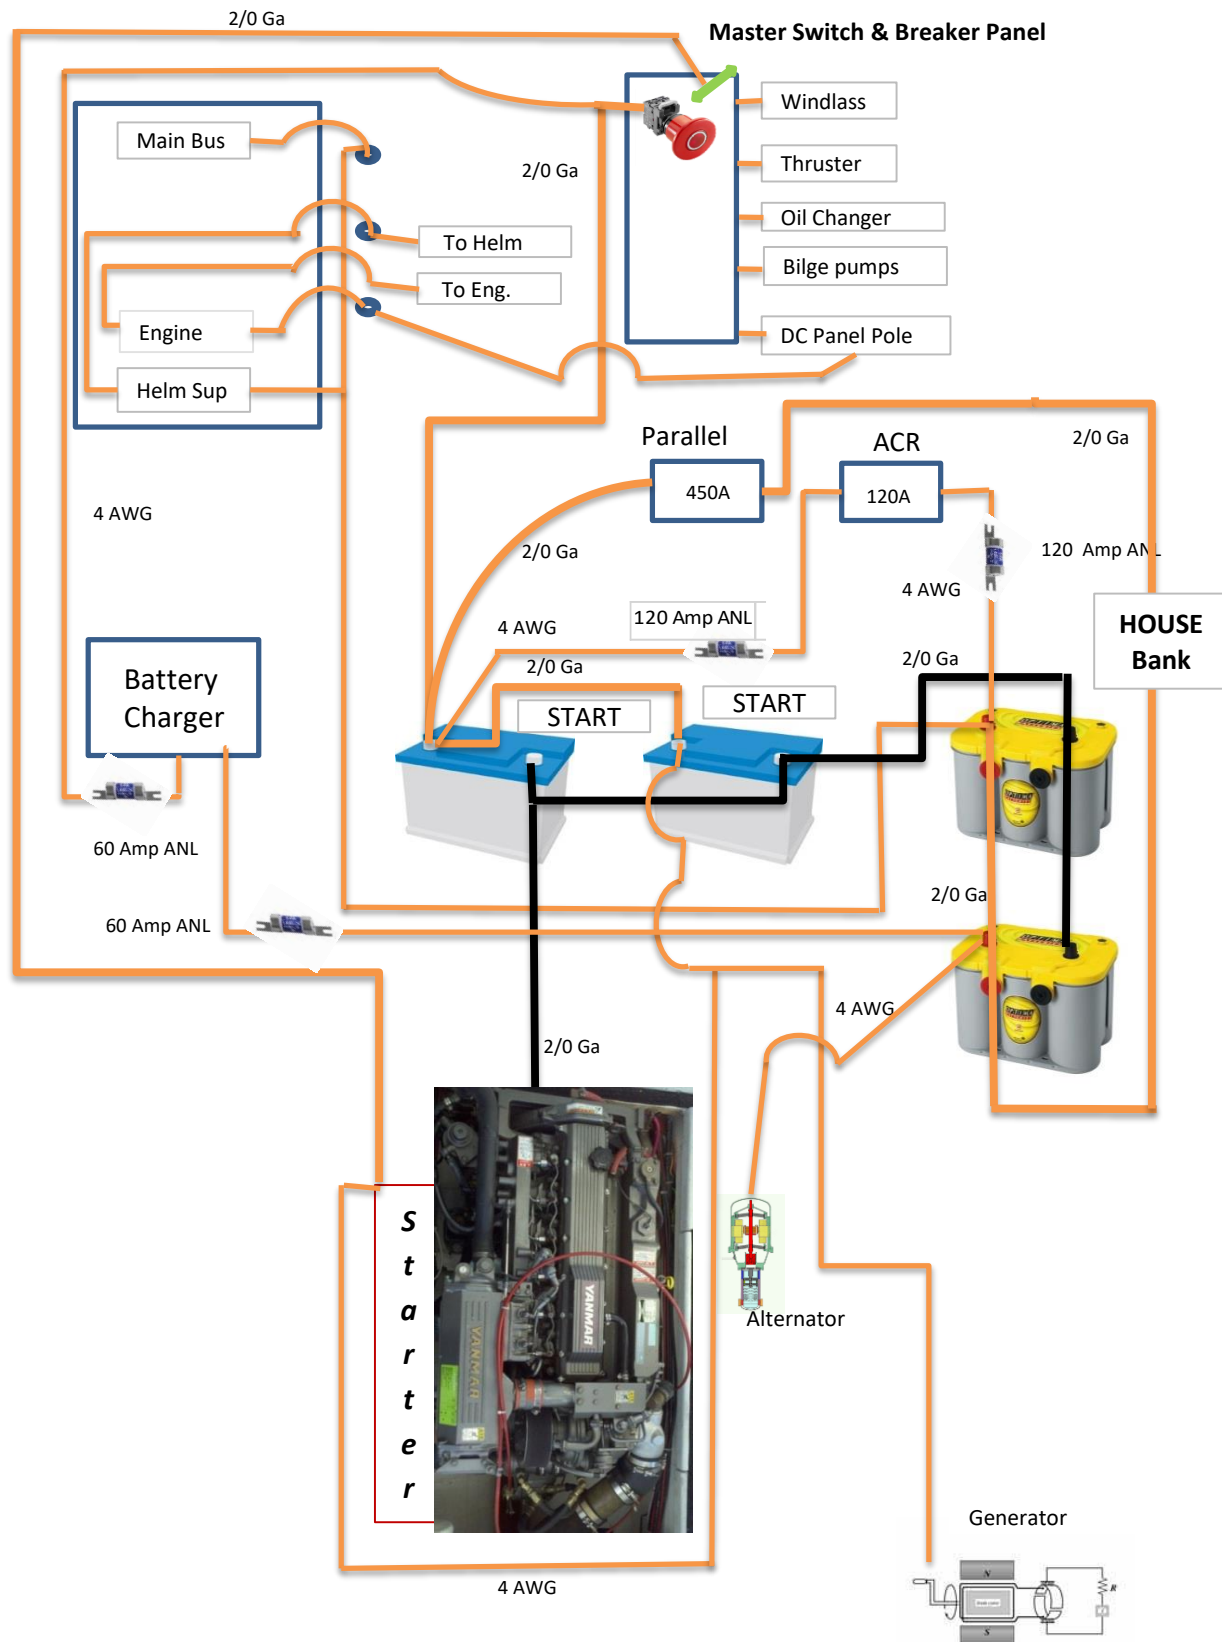 2/0 Ga
Master Switch & Breaker Panel
Windlass
Main Bus
2/0 Ga
Thruster
Oil Changer
To Helm
Bilge pumps
To Eng.
Engine
DC Panel Pole
Helm Sup
Parallel
ACR
2/0 Ga
450A
120A
4 AWG
2/0 Ga
120 Amp ANL
4 AWG
120 Amp ANL
4 AWG
HOUSE
Bank
2/0 Ga
2/0 Ga
Battery
Charger
START
START
60 Amp ANL
2/0 Ga
60 Amp ANL
4 AWG
2/0 Ga
Starter
YANMAR
YANMAR
Alternator
Generator
N
R
S
4 AWG